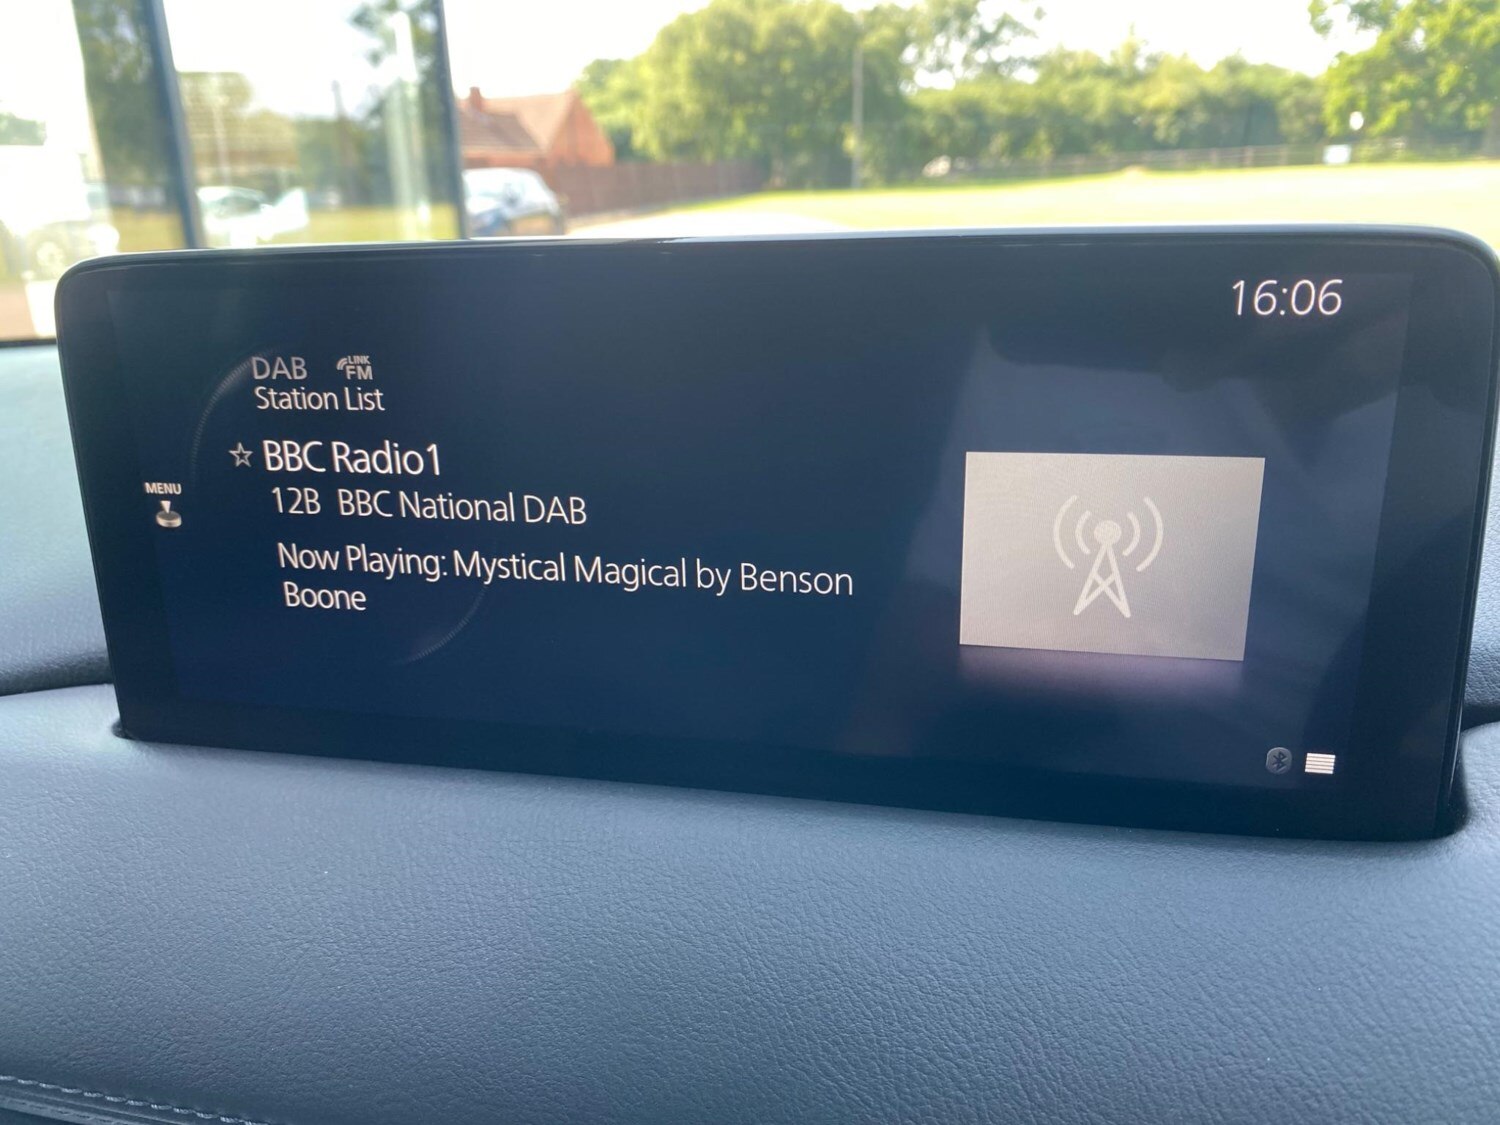 16:06
DAB LINK FM
Station List
☆ BBC Radio1
MENU
12B BBC National DAB
Now Playing: Mystical Magical by Benson
Boone